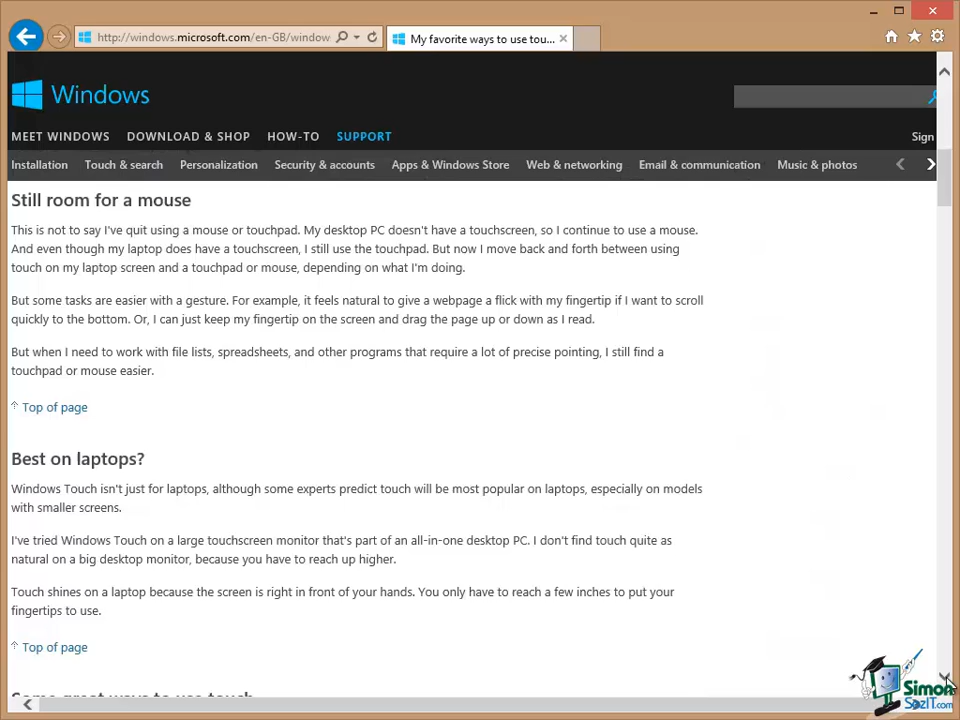 http://windows.microsoft.com/en-GB/window
My favorite ways to use tou...
Windows
MEET WINDOWS DOWNLOAD & SHOP HOW-TO SUPPORT
Sign
Installation Touch & search Personalization Security & accounts Apps & Windows Store Web & networking Email & communication Music & photos
Still room for a mouse
This is not to say I've quit using a mouse or touchpad. My desktop PC doesn't have a touchscreen, so I continue to use a mouse.
And even though my laptop does have a touchscreen, I still use the touchpad. But now I move back and forth between using
touch on my laptop screen and a touchpad or mouse, depending on what I'm doing.
But some tasks are easier with a gesture. For example, it feels natural to give a webpage a flick with my fingertip if I want to scroll
quickly to the bottom. Or, I can just keep my fingertip on the screen and drag the page up or down as I read.
But when I need to work with file lists, spreadsheets, and other programs that require a lot of precise pointing, I still find a
touchpad or mouse easier.
Top of page
Best on laptops?
Windows Touch isn't just for laptops, although some experts predict touch will be most popular on laptops, especially on models
with smaller screens.
I've tried Windows Touch on a large touchscreen monitor that's part of an all-in-one desktop PC. I don't find touch quite as
natural on a big desktop monitor, because you have to reach up higher.
Touch shines on a laptop because the screen is right in front of your hands. You only have to reach a few inches to put your
fingertips to use.
Top of page
Some great ways to use touch
Simon
SezIT.com